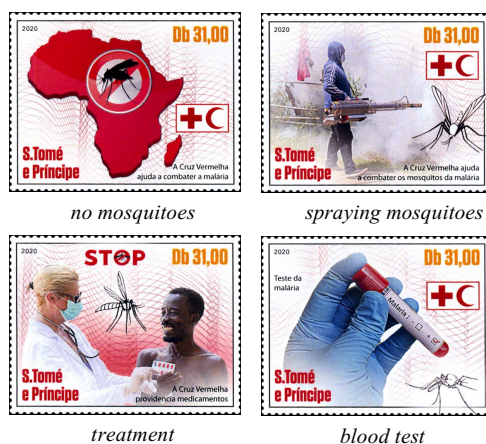 2020
Db 31,00
S.Tomé
e Príncipe
A Cruz Vermelha
ajuda a combater a malária
no mosquitoes
2020
Db 31,00
S.Tomé
e Príncipe
A Cruz Vermelha ajuda
a combater os mosquitos da malária
spraying mosquitoes
2020
STOP
Db 31,00
S.Tomé
e Príncipe
A Cruz Vermelha
providencia medicamentos
treatment
2020
Db 31,00
Teste da
malária
Malaria :
-
+
S.Tomé
e Príncipe
blood test